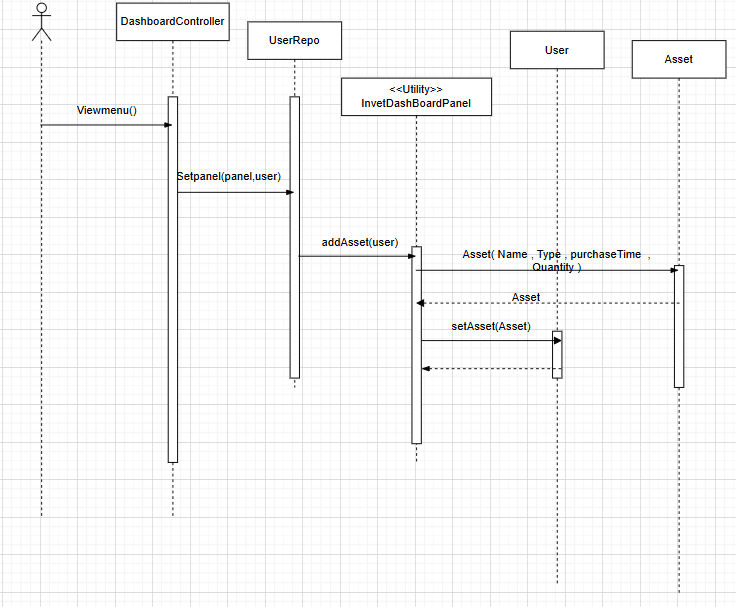 DashboardController
UserRepo
User
Asset
<<Utility>>
InvetDashBoardPanel
Viewmenu()
Setpanel(panel,user)
addAsset(user)
Asset( Name , Type , purchaseTime ,
Quantity )
Asset
setAsset(Asset)